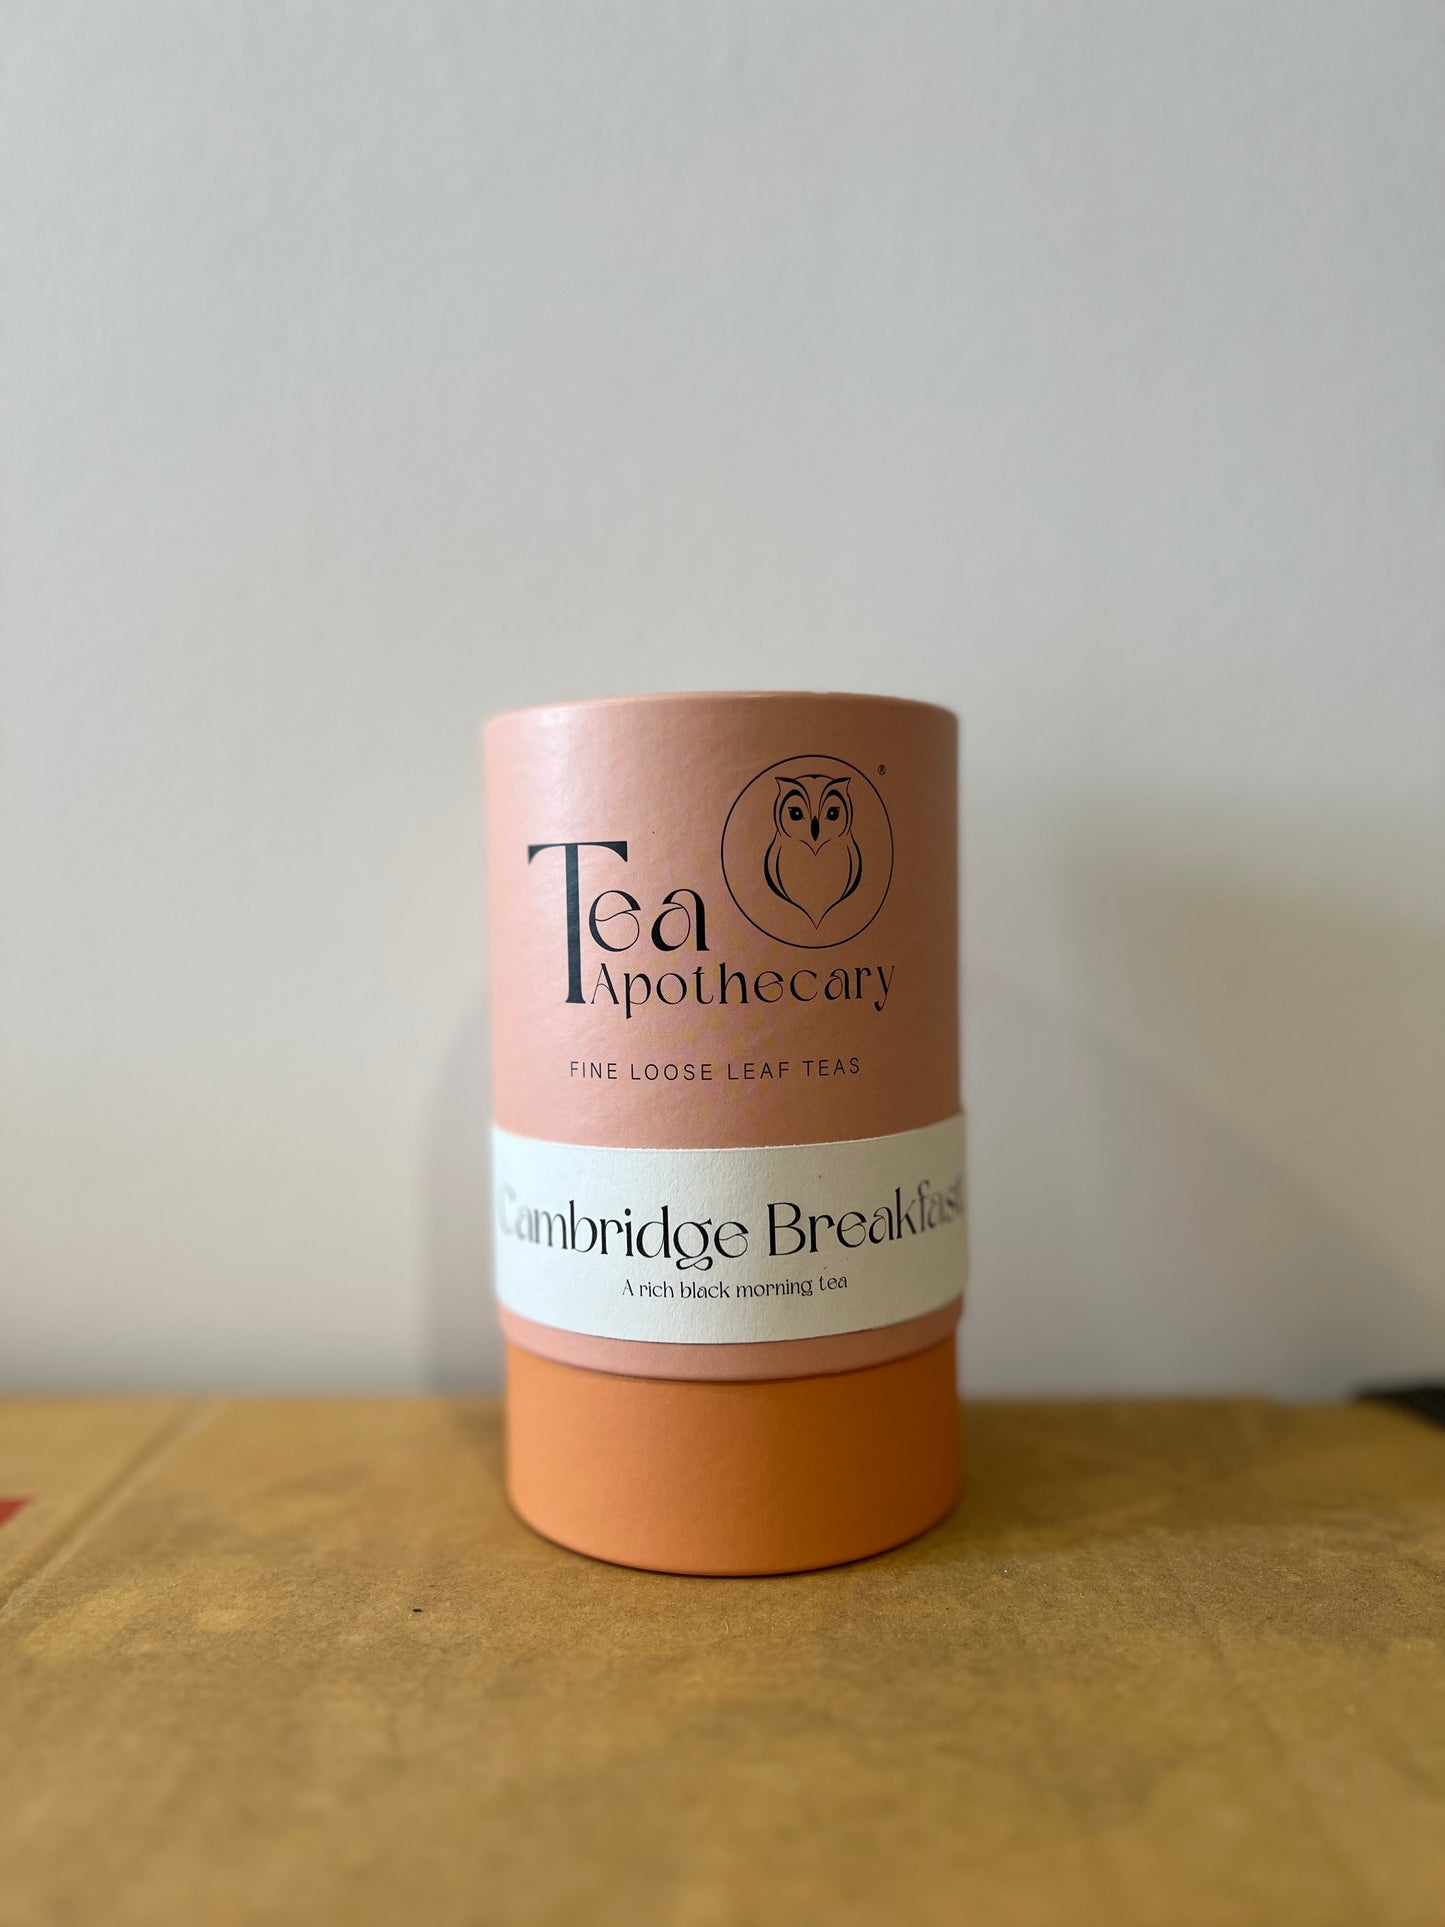 ®
Tea
Apothecary
FINE LOOSE LEAF TEAS
Cambridge Breakfast
A rich black morning tea